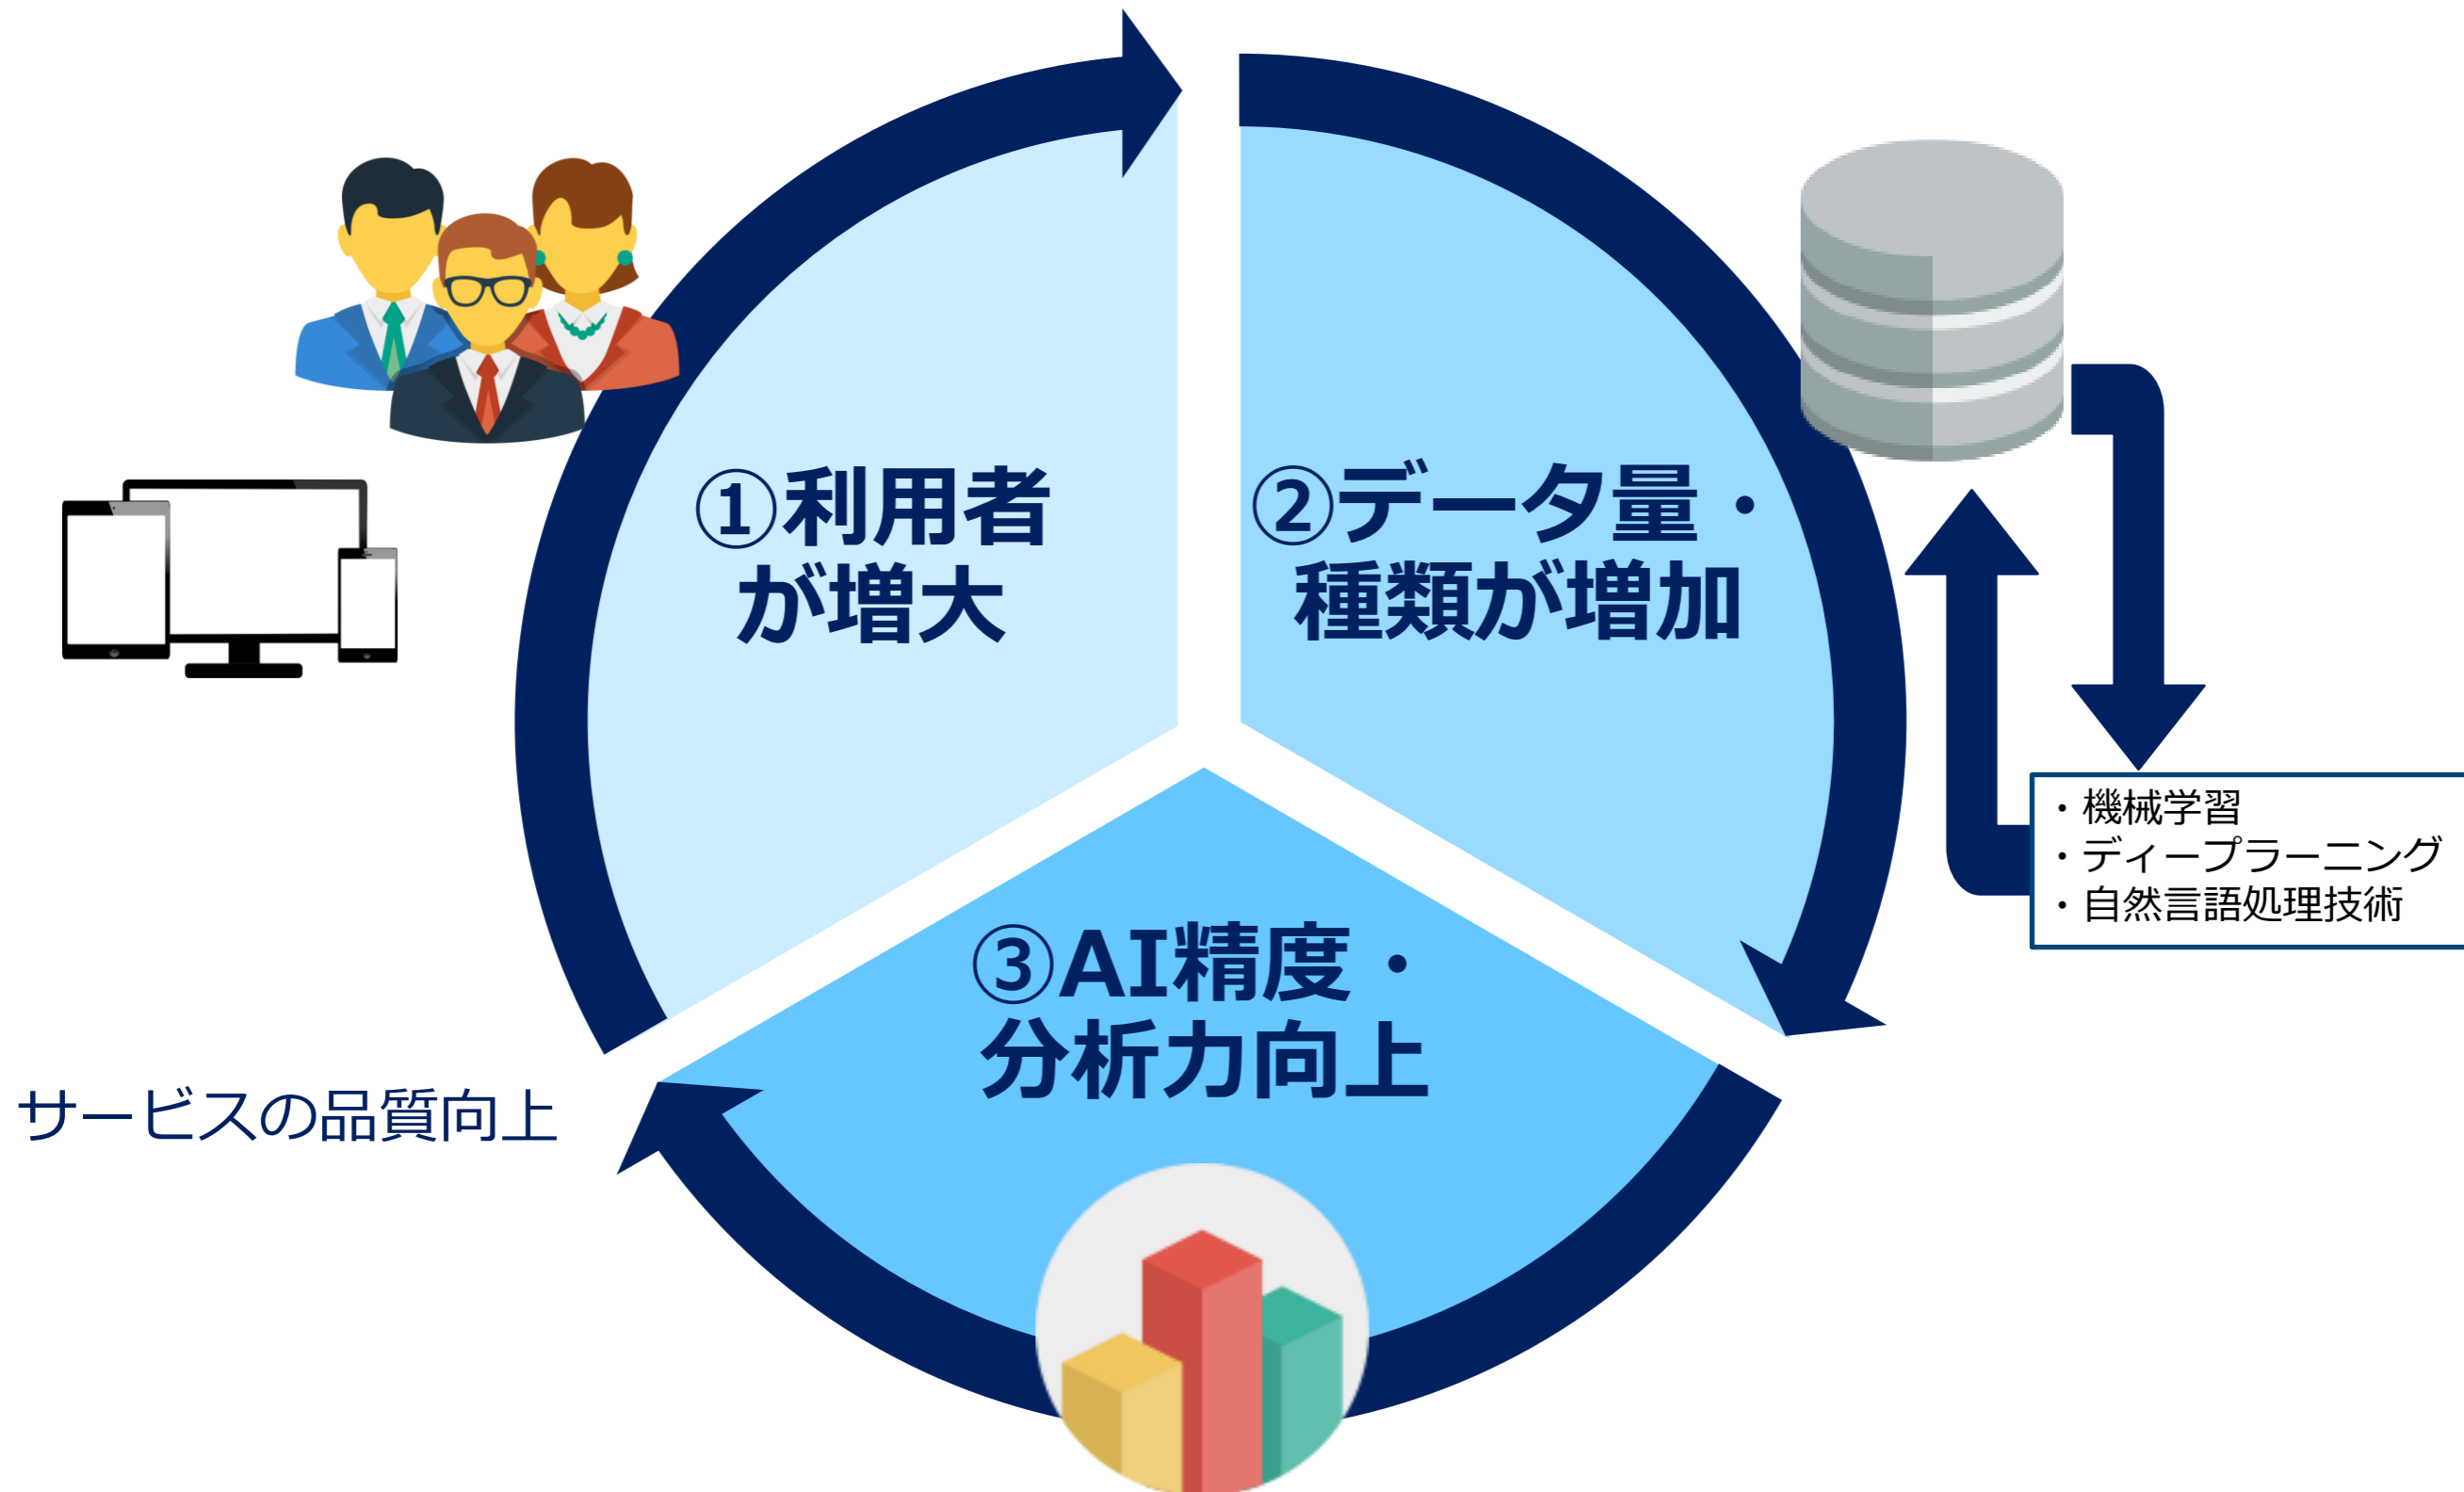 ①利用者
が増大
②データ量・
種類が増加
・機械学習
・ディープラーニング
・自然言語処理技術
③AI精度・
分析力向上
サービスの品質向上